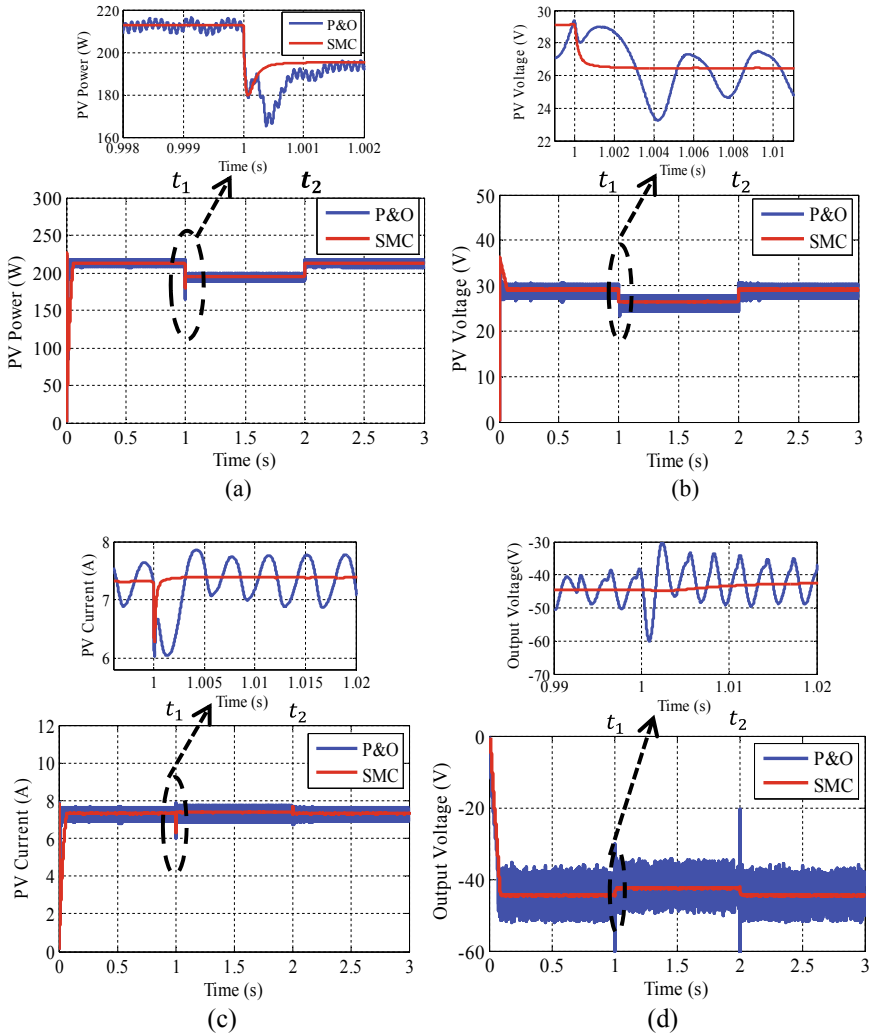 220
200
180
160
PV Power (W)
P&O
SMC
0.998
0.999
1
1.001
1.002
Time (s)
t₁
t₂
300
250
200
150
100
50
0
PV Power (W)
P&O
SMC
0
0.5
1
1.5
2
2.5
3
Time (s)
(a)
30
28
26
24
22
PV Voltage (V)
1
1.002
1.004
1.006
1.008
1.01
Time (s)
t₁
t₂
50
40
30
20
10
0
PV Voltage (V)
P&O
SMC
0
0.5
1
1.5
2
2.5
3
Time (s)
(b)
8
7
6
PV Current (A)
1
1.005
1.01
1.015
1.02
Time (s)
t₁
t₂
12
10
8
6
4
2
0
PV Current (A)
P&O
SMC
0
0.5
1
1.5
2
2.5
3
Time (s)
(c)
-30
-40
-50
-60
-70
Output Voltage(V)
0.99
1
1.01
1.02
Time (s)
t₁
t₂
0
-20
-40
-60
Output Voltage (V)
P&O
SMC
0
0.5
1
1.5
2
2.5
3
Time (s)
(d)